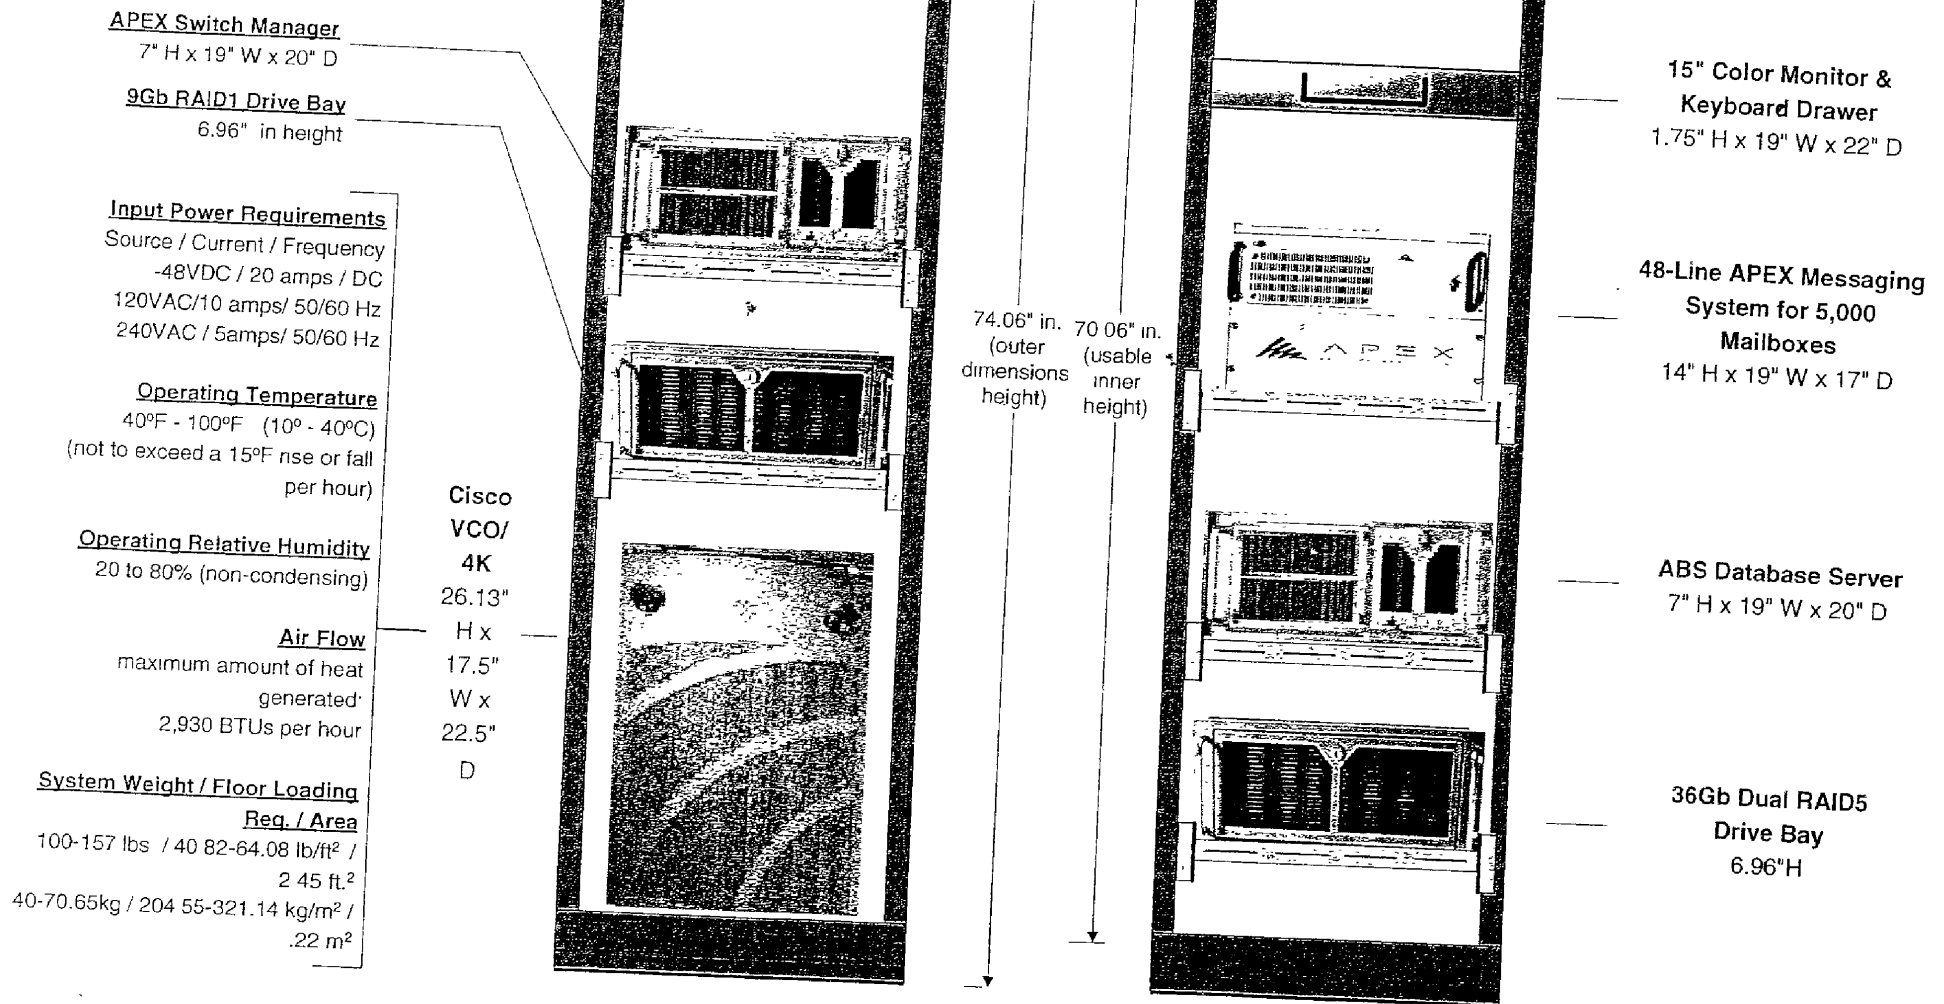 APEX Switch Manager
7" H x 19" W x 20" D
9Gb RAID1 Drive Bay
6.96" in height
Input Power Requirements
Source / Current / Frequency
-48VDC / 20 amps / DC
120VAC/10 amps/ 50/60 Hz
240VAC / 5amps/ 50/60 Hz
Operating Temperature
40ºF - 100ºF (10º - 40ºC)
(not to exceed a 15ºF rise or fall
per hour)
Operating Relative Humidity
20 to 80% (non-condensing)
Air Flow
maximum amount of heat
generated·
2,930 BTUs per hour
System Weight / Floor Loading
Req. / Area
100-157 lbs / 40 82-64.08 lb/ft² /
2 45 ft.²
40-70.65kg / 204 55-321.14 kg/m² /
.22 m²
Cisco
VCO/
4K
26.13"
H x
17.5"
W x
22.5"
D
74.06" in.
(outer
dimensions
height)
70 06" in.
(usable
inner
height)
APEX
15" Color Monitor &
Keyboard Drawer
1.75" H x 19" W x 22" D
48-Line APEX Messaging
System for 5,000
Mailboxes
14" H x 19" W x 17" D
ABS Database Server
7" H x 19" W x 20" D
36Gb Dual RAID5
Drive Bay
6.96"H